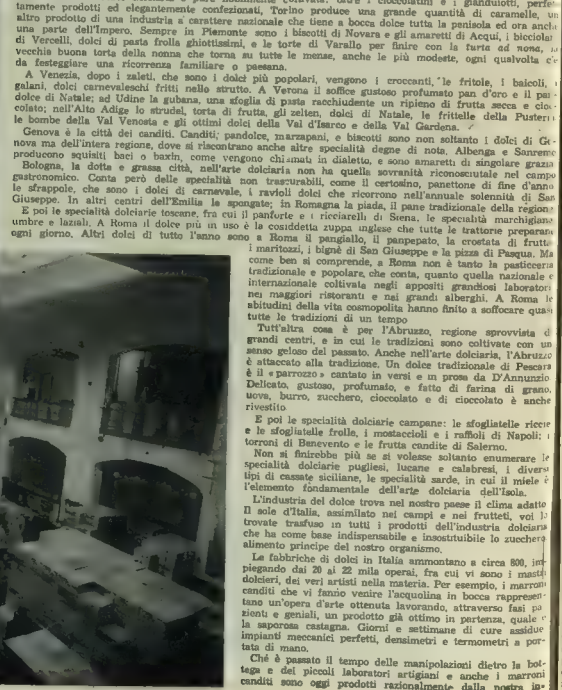 tamente prodotti ed elegantemente confezionati, Torino produce una grande quantità di caramelle, un
altro prodotto di una industria a carattere nazionale che tiene a bocca dolce tutta la penisola ed ora anche
una parte dell'Impero. Sempre in Piemonte sono i biscotti di Novara e gli amaretti di Acqui, i bicciolani
di Vercelli, dolci di pasta frolla ghiottissimi, e le torte di Varallo per finire con la turta ad nona, la
vecchia buona torta della nonna che torna su tutte le mense, anche le più modeste, ogni qualvolta c'è
da festeggiare una ricorrenza familiare o paesana.
A Venezia, dopo i zaleti, che sono i dolci più popolari, vengono i croccanti, le fritole, i baicoli, i
galani, dolci carnevaleschi fritti nello strutto. A Verona il soffice gustoso profumato pan d'oro e il pan-
dolce di Natale; ad Udine la gubana, una sfoglia di pasta racchiudente un ripieno di frutta secca e cioc-
colato; nell'Alto Adige lo strudel, torta di frutta, gli zelten, dolci di Natale, le frittelle della Pusteria
le bombe della Val Venosta e gli ottimi dolci della Val d'Isarco e della Val Gardena.
Genova è la città dei canditi. Canditi, pandolce, marzapani, e biscotti sono non soltanto i dolci di Ge-
nova ma dell'intera regione, dove si riscontrano anche altre specialità degne di nota. Albenga e Sanremo
producono squisiti baci o baxin, come vengono chiamati in dialetto, e sono amaretti di singolare grazia
Bologna, la dotta e grassa città, nell'arte dolciaria non ha quella sovranità riconosciutale nel campo
gastronomico. Conta però delle specialità non trascurabili, come il certosino, panettone di fine d'anno
le sfrappole, che sono i dolci di carnevale, i ravioli dolci che ricorrono nell'annuale solennità di San
Giuseppe. In altri centri dell'Emilia le spongate; in Romagna la piada, il pane tradizionale della regione
E poi le specialità dolciarie toscane, fra cui il panforte e i ricciarelli di Siena, le specialità marchigiane
umbre e laziali. A Roma il dolce più in uso è la cosiddetta zuppa inglese che tutte le trattorie preparano
ogni giorno. Altri dolci di tutto l'anno sono a Roma il pangiallo, il panpepato, la crostata di frutta
i maritozzi, i bignè di San Giuseppe e la pizza di Pasqua. Ma
come ben si comprende, a Roma non è tanto la pasticceria
tradizionale e popolare che conta, quanto quella nazionale e
internazionale coltivata negli appositi grandiosi laboratori
nei maggiori ristoranti e nei grandi alberghi. A Roma le
abitudini della vita cosmopolita hanno finito a soffocare quasi
tutte le tradizioni di un tempo
Tutt'altra cosa è per l'Abruzzo, regione sprovvista di
grandi centri, e in cui le tradizioni sono coltivate con un
senso geloso del passato. Anche nell'arte dolciaria, l'Abruzzo
è attaccato alla tradizione. Un dolce tradizionale di Pescara
è il « parrozzo » cantato in versi e in prosa da D'Annunzio
Delicato, gustoso, profumato, e fatto di farina di grano,
uova, burro, zucchero, cioccolato e di cioccolato è anche
rivestito
E poi le specialità dolciarie campane: le sfogliatelle riccie
e le sfogliatelle frolle, i mostaccioli e i raffioli di Napoli; i
torroni di Benevento e le frutta candite di Salerno.
Non si finirebbe più se si volesse soltanto enumerare le
specialità dolciarie pugliesi, lucane e calabresi, i diversi
tipi di cassate siciliane, le specialità sarde, in cui il miele è
l'elemento fondamentale dell'arte dolciaria dell'Isola.
L'industria del dolce trova nel nostro paese il clima adatto
Il sole d'Italia, assimilato nei campi e nei frutteti, voi lo
trovate trasfuso in tutti i prodotti dell'industria dolciaria
che ha come base indispensabile e insostituibile lo zucchero
alimento principe del nostro organismo.
Le fabbriche di dolci in Italia ammontano a circa 800, im-
piegando dai 20 ai 22 mila operai, fra cui vi sono i mastri
dolcieri, dei veri artisti nella materia. Per esempio, i marroni
canditi che vi fanno venire l'acquolina in bocca rappresen-
tano un'opera d'arte ottenuta lavorando, attraverso fasi pa
zienti e geniali, un prodotto già ottimo in partenza, quale è
la saporosa castagna. Giorni e settimane di cure assidue
impianti meccanici perfetti, densimetri e termometri a por-
tata di mano.
Chè è passato il tempo delle manipolazioni dietro la bot-
tega e dei piccoli laboratori artigiani e anche i marroni
canditi sono oggi prodotti razionalmente dalla nostra in-